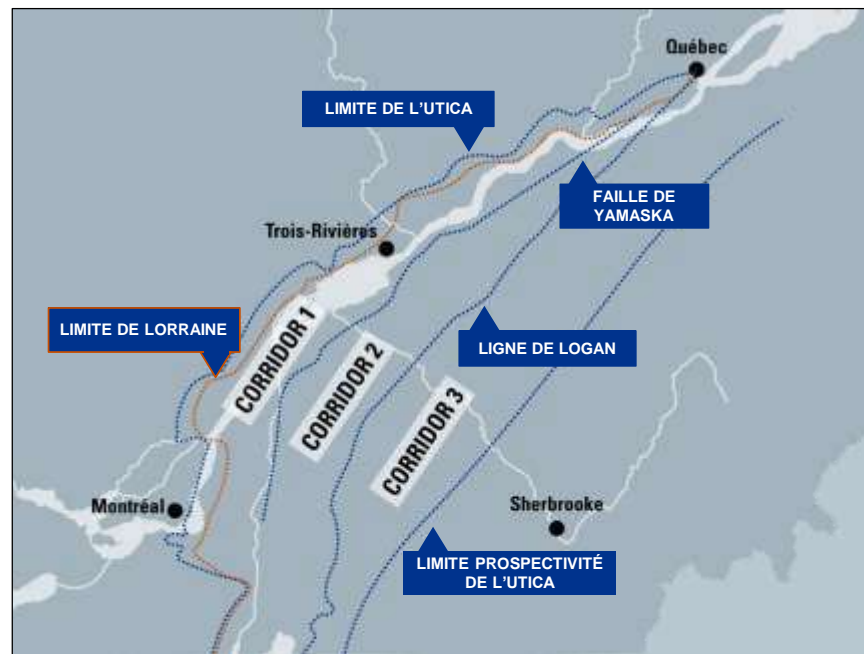 Québec
LIMITE DE L'UTICA
FAILLE DE
YAMASKA
Trois-Rivières
LIMITE DE LORRAINE
CORRIDOR 1
LIGNE DE LOGAN
CORRIDOR 2
CORRIDOR 3
Montréal
Sherbrooke
LIMITE PROSPECTIVITÉ
DE L'UTICA